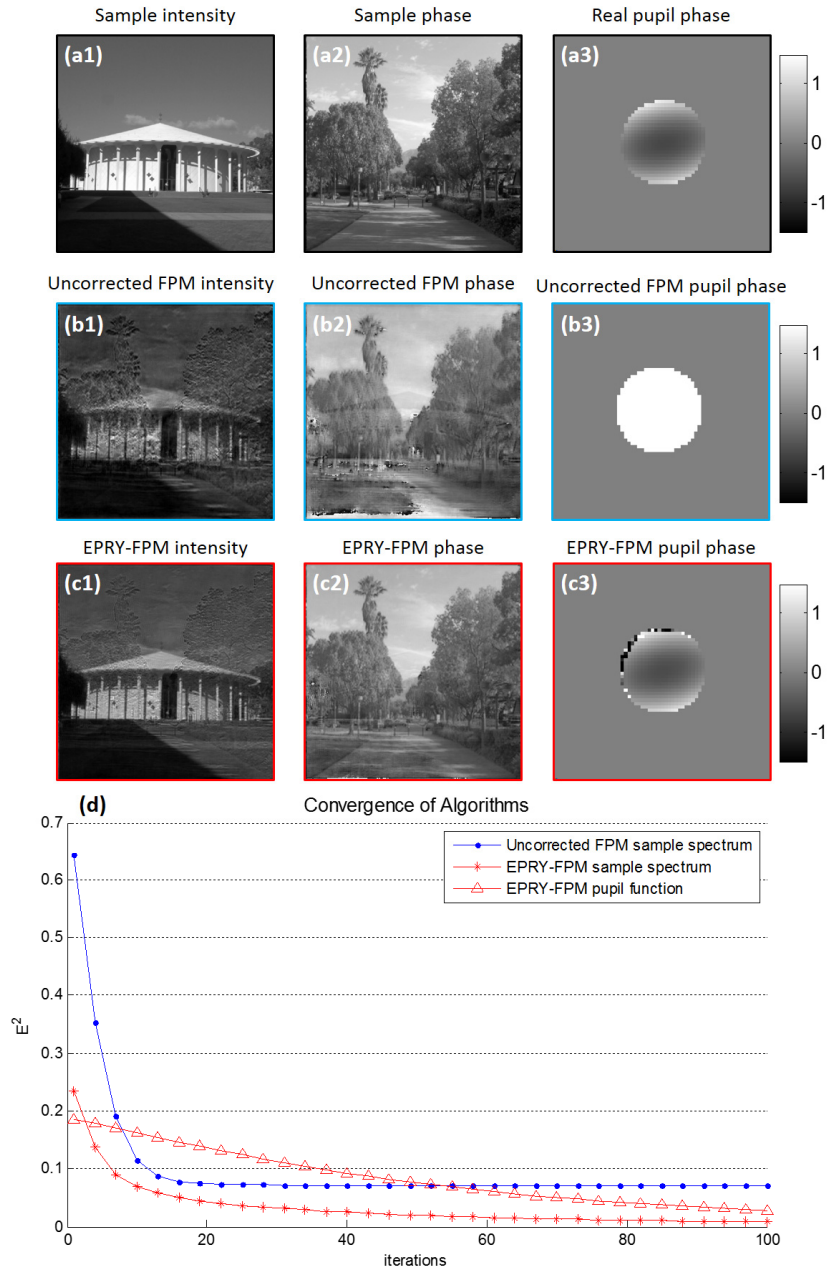 Sample intensity
Sample phase
Real pupil phase
(a1)
(a2)
(a3)
1
0
-1
Uncorrected FPM intensity
Uncorrected FPM phase
Uncorrected FPM pupil phase
(b1)
(b2)
(b3)
1
0
-1
EPRY-FPM intensity
EPRY-FPM phase
EPRY-FPM pupil phase
(c1)
(c2)
(c3)
1
0
-1
(d)
Convergence of Algorithms
Uncorrected FPM sample spectrum
EPRY-FPM sample spectrum
EPRY-FPM pupil function
0.7
0.6
0.5
0.4
0.3
0.2
0.1
0
E²
0
20
40
60
80
100
iterations